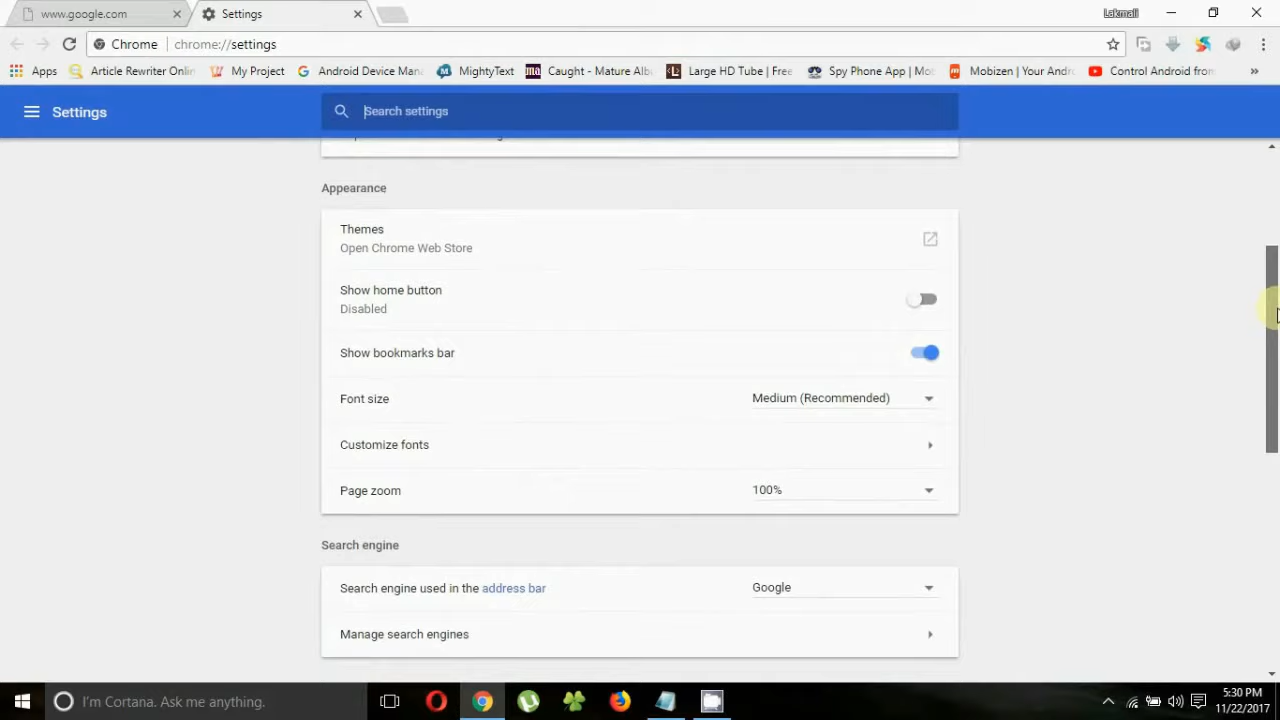 www.google.com
Settings
Lakmall
Chrome
chrome://settings
Apps
Article Rewriter Onlin
My Project
Android Device Man
MightyText
Caught - Mature Alb
Large HD Tube | Free
Spy Phone App | Mo
Mobizen | Your Andr
Control Android from
»
Settings
Search settings
Appearance
Themes
Open Chrome Web Store
Show home button
Disabled
Show bookmarks bar
Font size
Medium (Recommended)
Customize fonts
Page zoom
100%
Search engine
Search engine used in the address bar
Google
Manage search engines
I'm Cortana. Ask me anything.
5:30 PM
11/22/2017